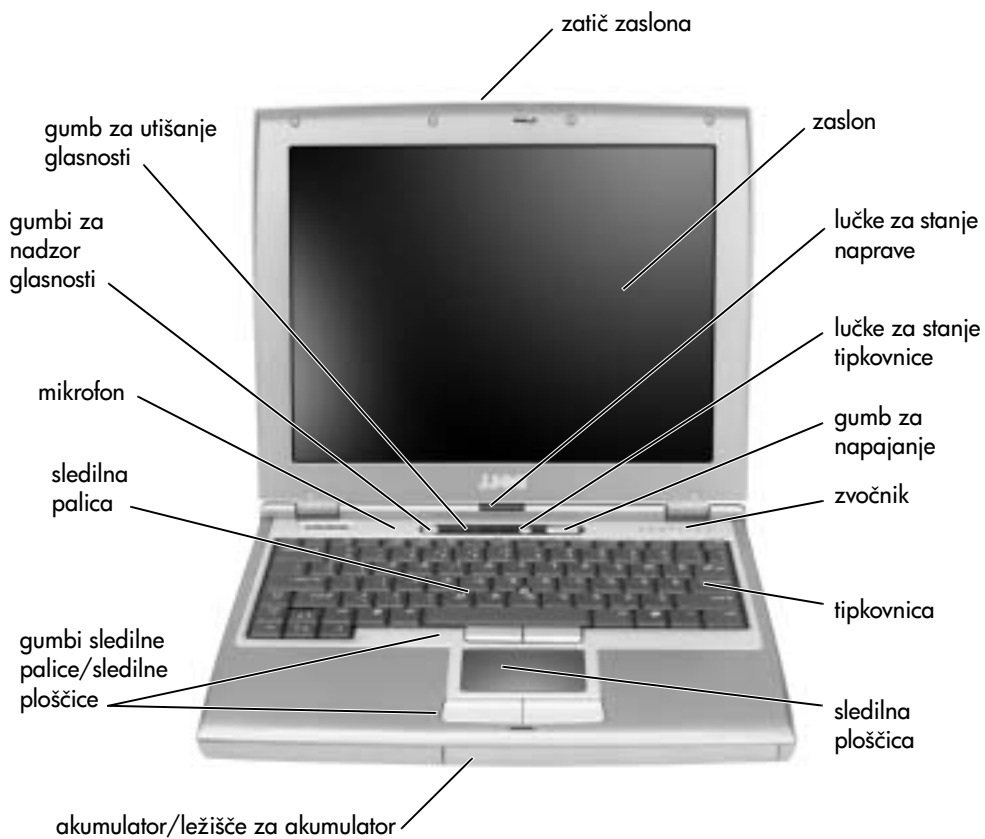 zatič zaslona
gumb za utišanje
glasnosti
zaslon
gumbi za
nadzor
glasnosti
lučke za stanje
naprave
lučke za stanje
tipkovnice
mikrofon
gumb za
napajanje
sledilna
palica
zvočnik
tipkovnica
gumbi sledilne
palice/sledilne
ploščice
sledilna
ploščica
akumulator/ležišče za akumulator